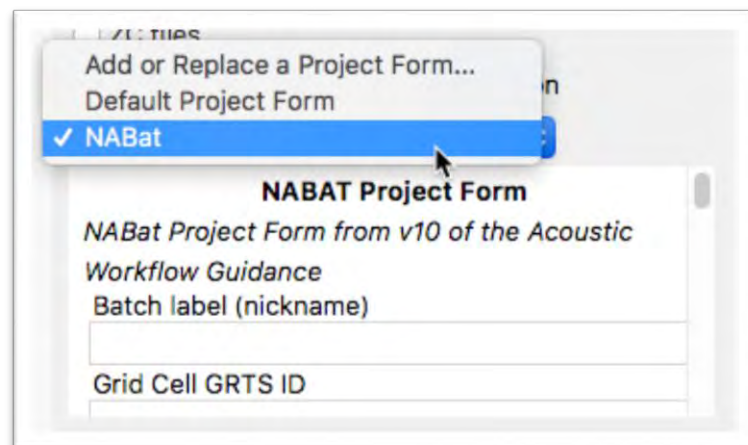 files
Add or Replace a Project Form...
Default Project Form
✓ NABat
NABAT Project Form
NABat Project Form from v10 of the Acoustic
Workflow Guidance
Batch label (nickname)
Grid Cell GRTS ID